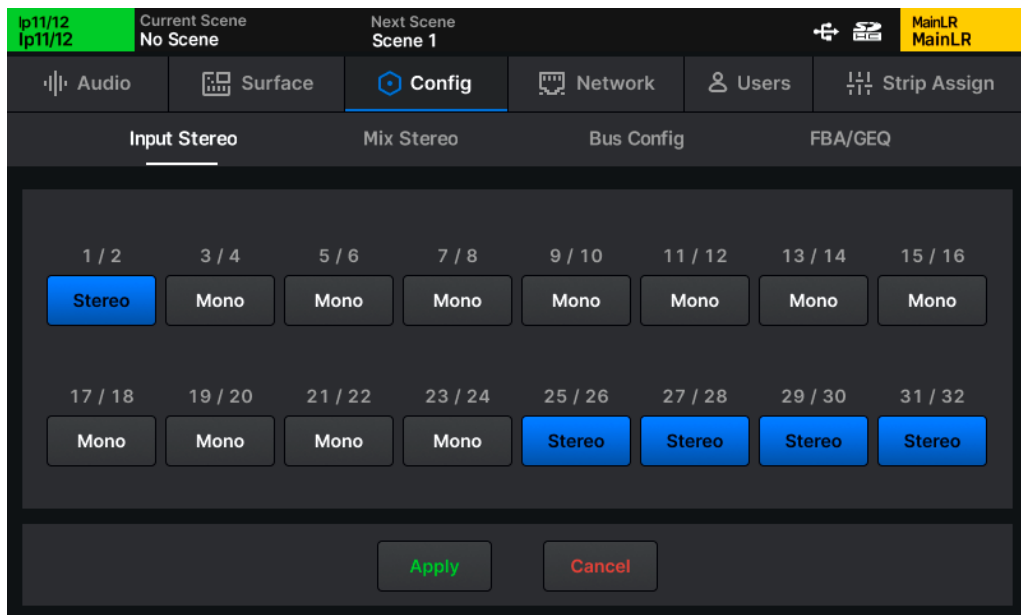 Ip11/12 Current Scene Next Scene MainLR
Ip11/12 No Scene Scene 1 MainLR
Audio Surface Config Network Users Strip Assign
Input Stereo Mix Stereo Bus Config FBA/GEQ
1 / 2 3 / 4 5 / 6 7 / 8 9 / 10 11 / 12 13 / 14 15 / 16
Stereo Mono Mono Mono Mono Mono Mono Mono
17 / 18 19 / 20 21 / 22 23 / 24 25 / 26 27 / 28 29 / 30 31 / 32
Mono Mono Mono Mono Stereo Stereo Stereo Stereo
Apply Cancel